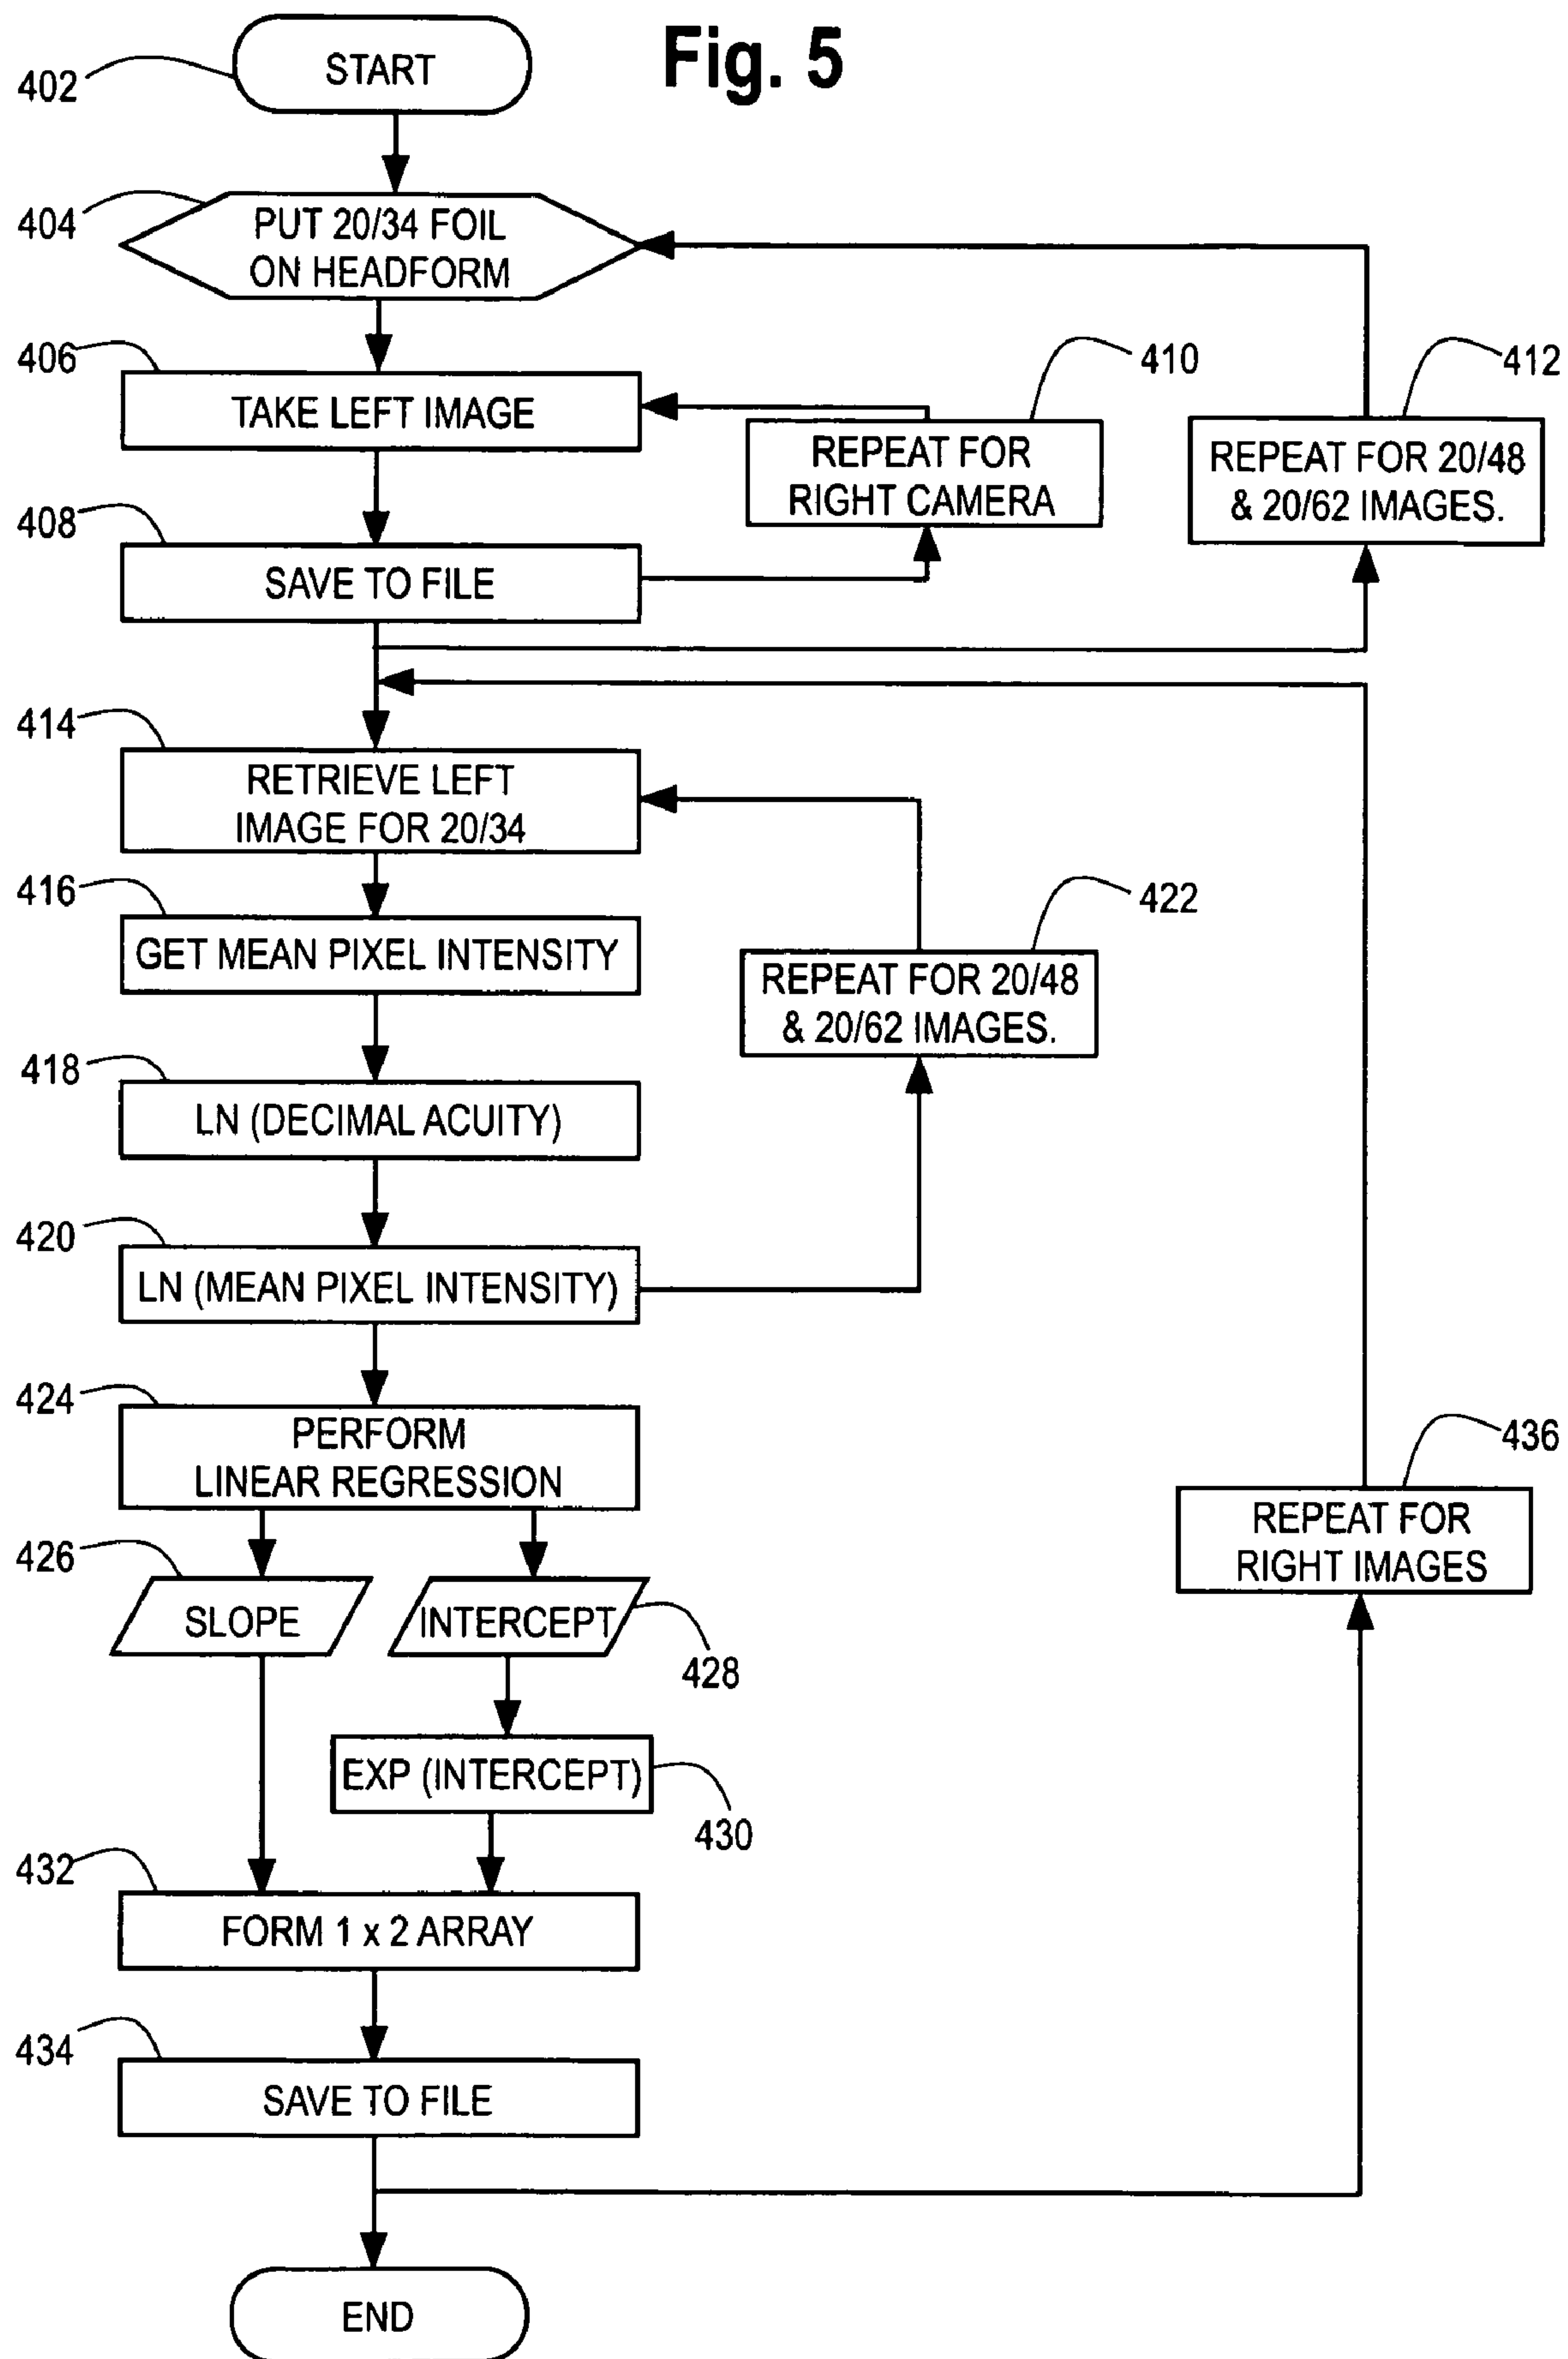 Fig. 5
402
START
404
PUT 20/34 FOIL
ON HEADFORM
406
TAKE LEFT IMAGE
410
REPEAT FOR
RIGHT CAMERA
412
REPEAT FOR 20/48
& 20/62 IMAGES.
408
SAVE TO FILE
414
RETRIEVE LEFT
IMAGE FOR 20/34
416
GET MEAN PIXEL INTENSITY
422
REPEAT FOR 20/48
& 20/62 IMAGES.
418
LN (DECIMAL ACUITY)
420
LN (MEAN PIXEL INTENSITY)
424
PERFORM
LINEAR REGRESSION
436
REPEAT FOR
RIGHT IMAGES
426
SLOPE
INTERCEPT
428
EXP (INTERCEPT)
430
432
FORM 1 x 2 ARRAY
434
SAVE TO FILE
END